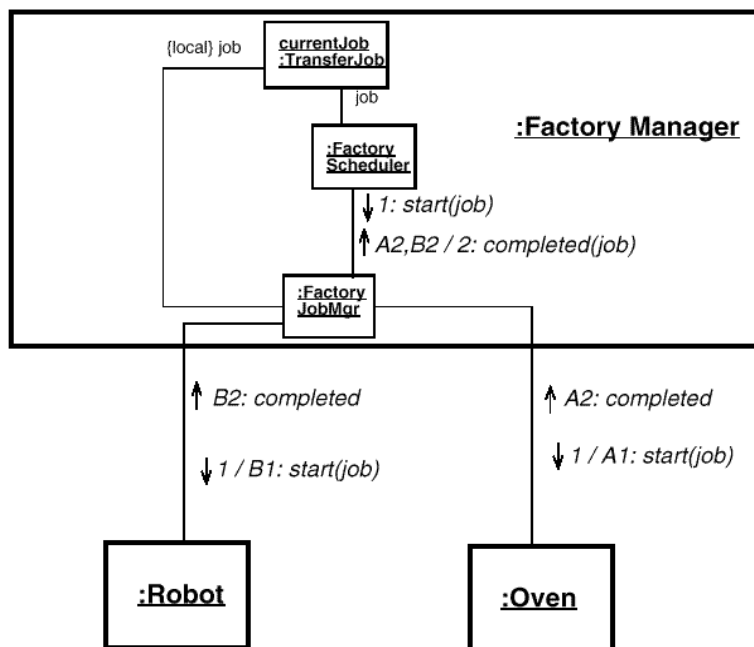 {local} job
currentJob
:TransferJob
job
:Factory Manager
:Factory
Scheduler
1: start(job)
A2,B2 / 2: completed(job)
:Factory
JobMgr
B2: completed
A2: completed
1 / B1: start(job)
1 / A1: start(job)
:Robot
:Oven